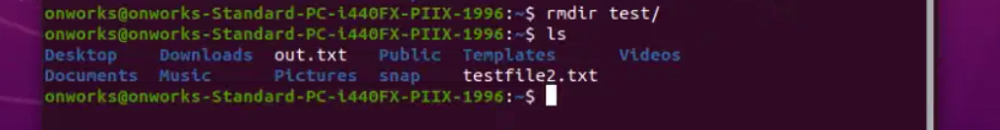 onworks@onworks-Standard-PC-i440FX-PIIX-1996:~$ rmdir test/
onworks@onworks-Standard-PC-i440FX-PIIX-1996:~$ ls
Desktop    Downloads  out.txt   Public  Templates      Videos
Documents  Music      Pictures  snap    testfile2.txt
onworks@onworks-Standard-PC-i440FX-PIIX-1996:~$